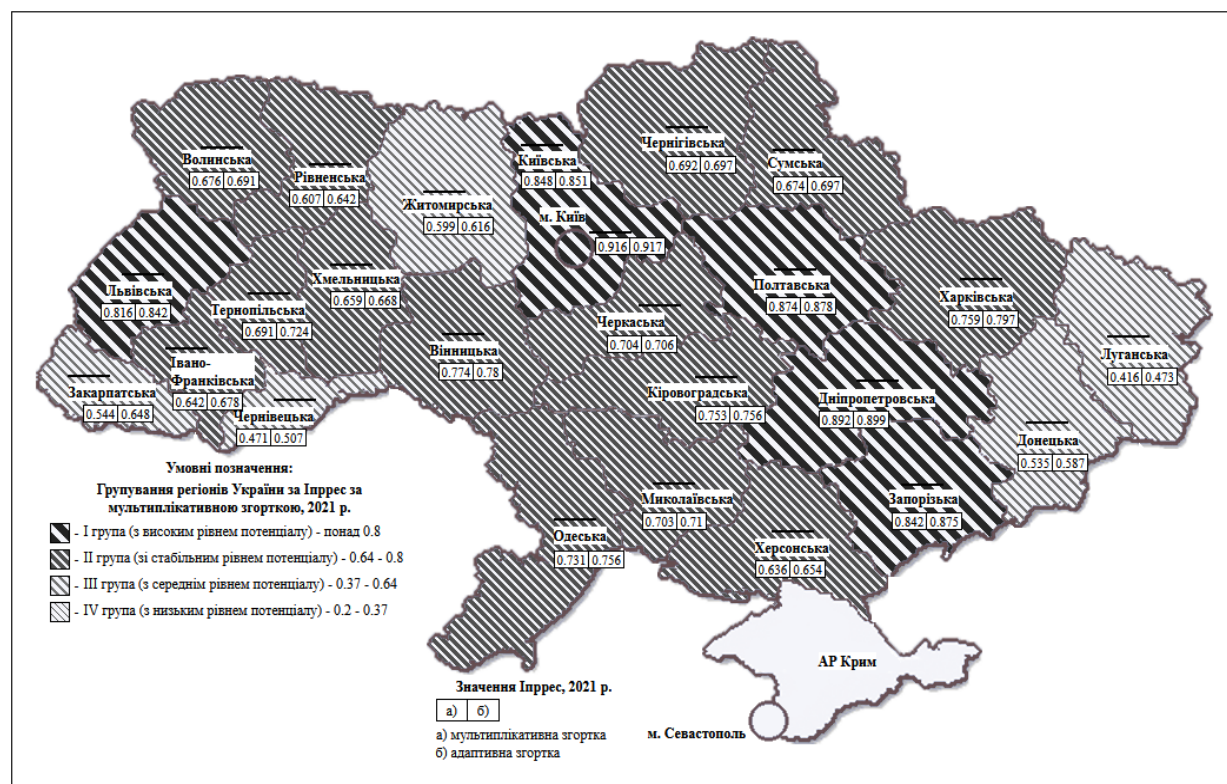 Волинська
0.676 0.691
Рівненська
0.607 0.642
Житомирська
0.599 0.616
Київська
0.848 0.851
м. Київ
0.916 0.917
Чернігівська
0.692 0.697
Сумська
0.674 0.697
Львівська
0.816 0.842
Тернопільська
0.691 0.724
Хмельницька
0.659 0.668
Вінницька
0.774 0.78
Черкаська
0.704 0.706
Полтавська
0.874 0.878
Харківська
0.759 0.797
Луганська
0.416 0.473
Закарпатська
0.544 0.648
Івано-
Франківська
0.642 0.678
Чернівецька
0.471 0.507
Кіровоградська
0.753 0.756
Дніпропетровська
0.892 0.899
Донецька
0.535 0.587
Миколаївська
0.703 0.71
Запорізька
0.842 0.875
Одеська
0.731 0.756
Херсонська
0.636 0.654
АР Крим
м. Севастополь
Умовні позначення:
Групування регіонів України за Іпррес за
мультиплікативною згорткою, 2021 р.
- І група (з високим рівнем потенціалу) - понад 0.8
- ІІ група (зі стабільним рівнем потенціалу) - 0.64 - 0.8
- ІІІ група (з середнім рівнем потенціалу) - 0.37 - 0.64
- IV група (з низьким рівнем потенціалу) - 0.2 - 0.37
Значення Іпррес, 2021 р.
а) б)
а) мультиплікативна згортка
б) адаптивна згортка